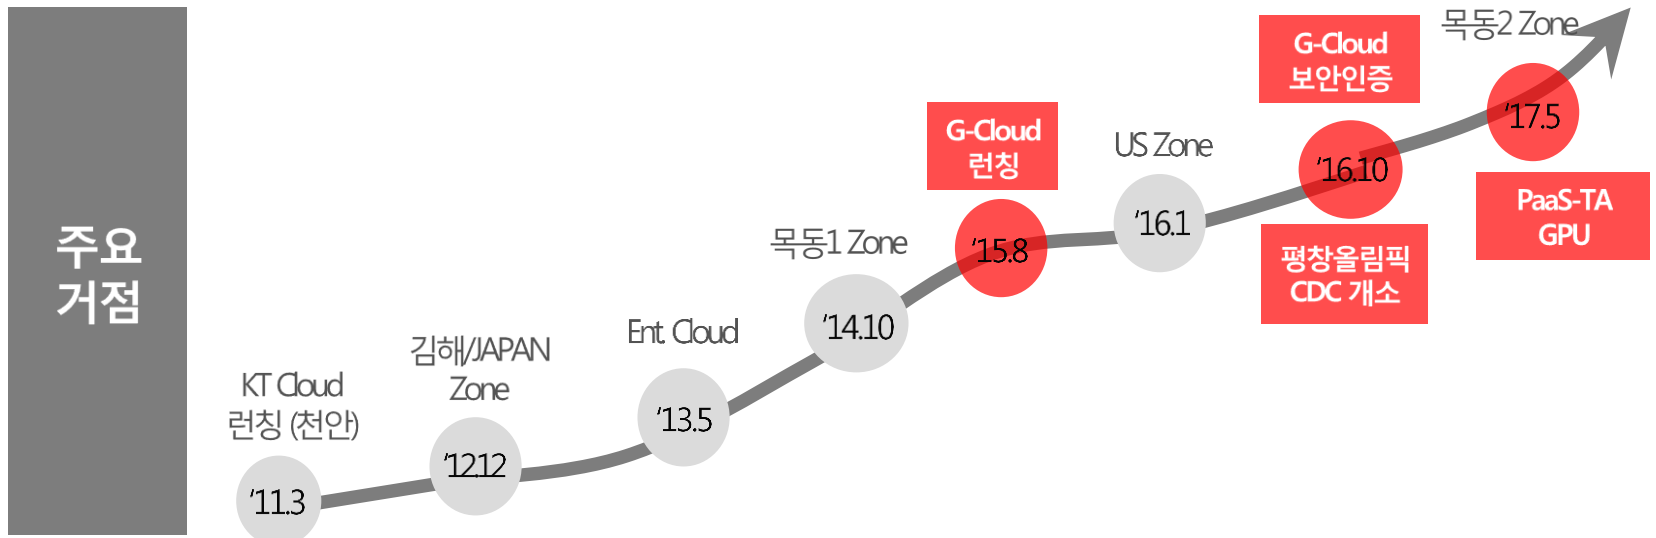 주요
거점
KT Cloud
런칭 (천안)
'11.3
김해/JAPAN
Zone
'12.12
Ent. Cloud
'13.5
목동1 Zone
'14.10
G-Cloud
런칭
'15.8
US Zone
'16.1
G-Cloud
보안인증
'16.10
평창올림픽
CDC 개소
목동2 Zone
'17.5
PaaS-TA
GPU